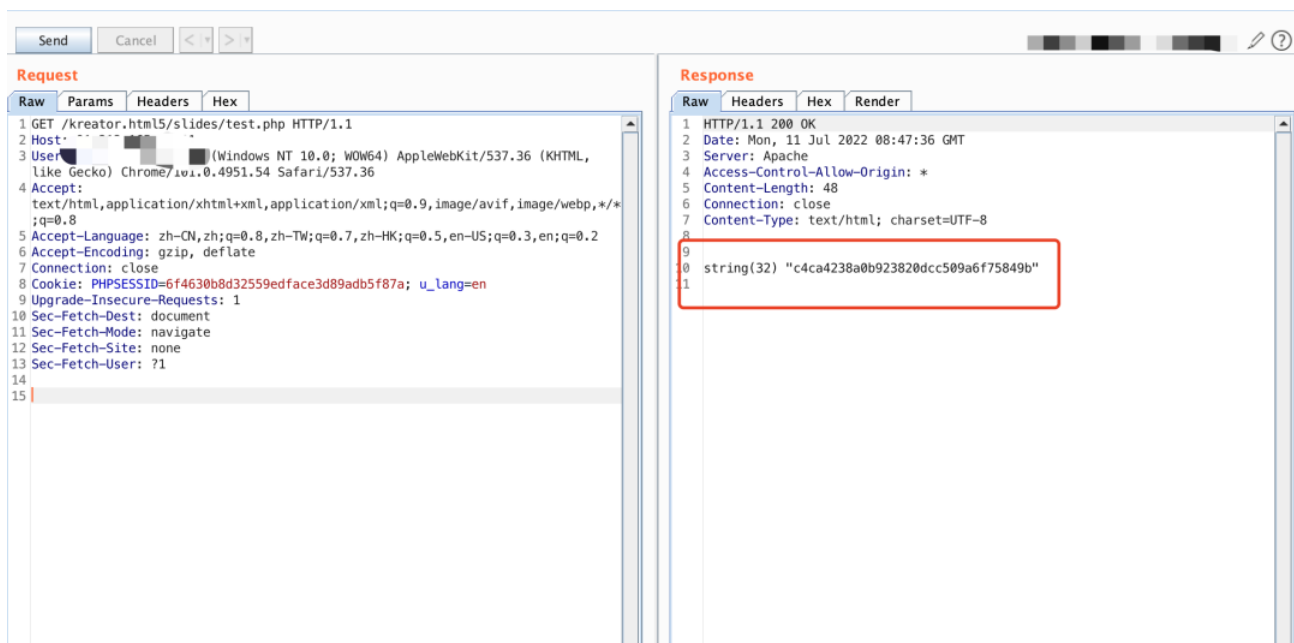 Send Cancel < >
Request
Raw Params Headers Hex
1 GET /kreator.html5/slides/test.php HTTP/1.1
2 Host:
3 User (Windows NT 10.0; WOW64) AppleWebKit/537.36 (KHTML,
like Gecko) Chrome/101.0.4951.54 Safari/537.36
4 Accept:
text/html,application/xhtml+xml,application/xml;q=0.9,image/avif,image/webp,*/*
;q=0.8
5 Accept-Language: zh-CN,zh;q=0.8,zh-TW;q=0.7,zh-HK;q=0.5,en-US;q=0.3,en;q=0.2
6 Accept-Encoding: gzip, deflate
7 Connection: close
8 Cookie: PHPSESSID=6f4630b8d32559edface3d89adb5f87a; u_lang=en
9 Upgrade-Insecure-Requests: 1
10 Sec-Fetch-Dest: document
11 Sec-Fetch-Mode: navigate
12 Sec-Fetch-Site: none
13 Sec-Fetch-User: ?1
14
15
?
Response
Raw Headers Hex Render
1 HTTP/1.1 200 OK
2 Date: Mon, 11 Jul 2022 08:47:36 GMT
3 Server: Apache
4 Access-Control-Allow-Origin: *
5 Content-Length: 48
6 Connection: close
7 Content-Type: text/html; charset=UTF-8
8
9
10 string(32) "c4ca4238a0b923820dcc509a6f75849b"
11